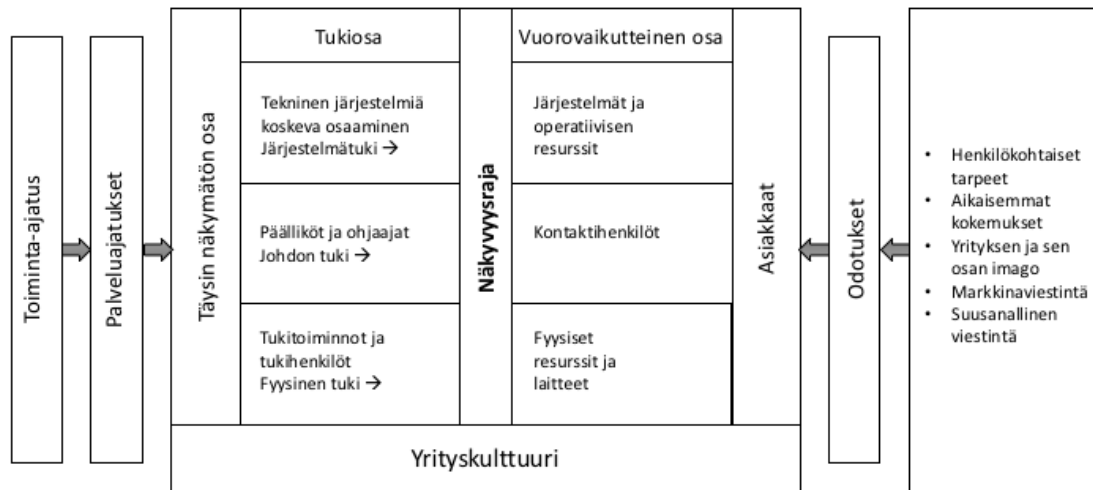 Toiminta-ajatus
Palveluajatukset
Täysin näkymätön osa
Tukiosa
Tekninen järjestelmiä
koskeva osaaminen
Järjestelmätuki →
Päälliköt ja ohjaajat
Johdon tuki →
Tukitoiminnot ja
tukihenkilöt
Fyysinen tuki →
Näkyvyysraja
Vuorovaikutteinen osa
Järjestelmät ja
operatiivisen
resurssit
Kontaktihenkilöt
Fyysiset
resurssit ja
laitteet
Asiakkaat
Yrityskulttuuri
Odotukset
• Henkilökohtaiset
tarpeet
• Aikaisemmat
kokemukset
• Yrityksen ja sen
osan imago
• Markkinaviestintä
• Suusanallinen
viestintä